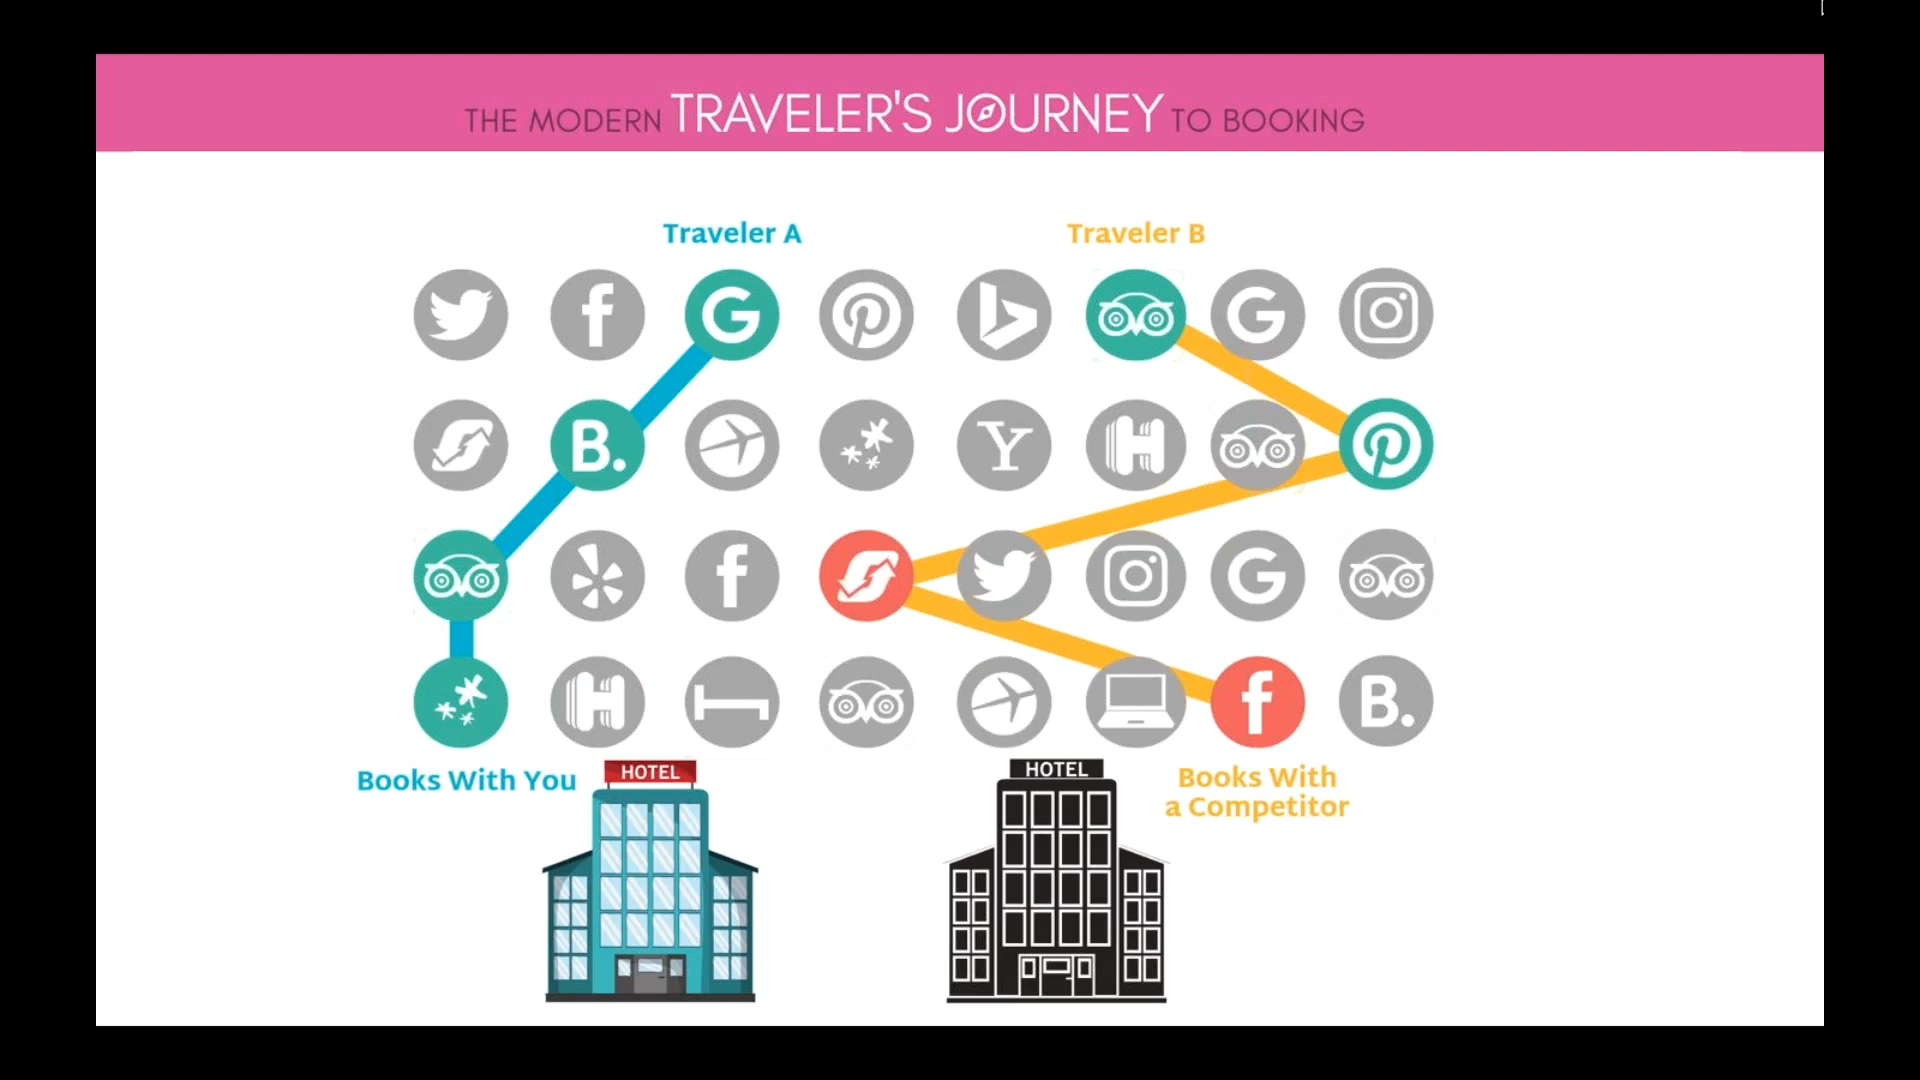 THE MODERN TRAVELER'S JOURNEY TO BOOKING
Traveler A
Traveler B
f G G
B. Y H
f G
H f B.
Books With You
HOTEL
HOTEL
Books With
a Competitor